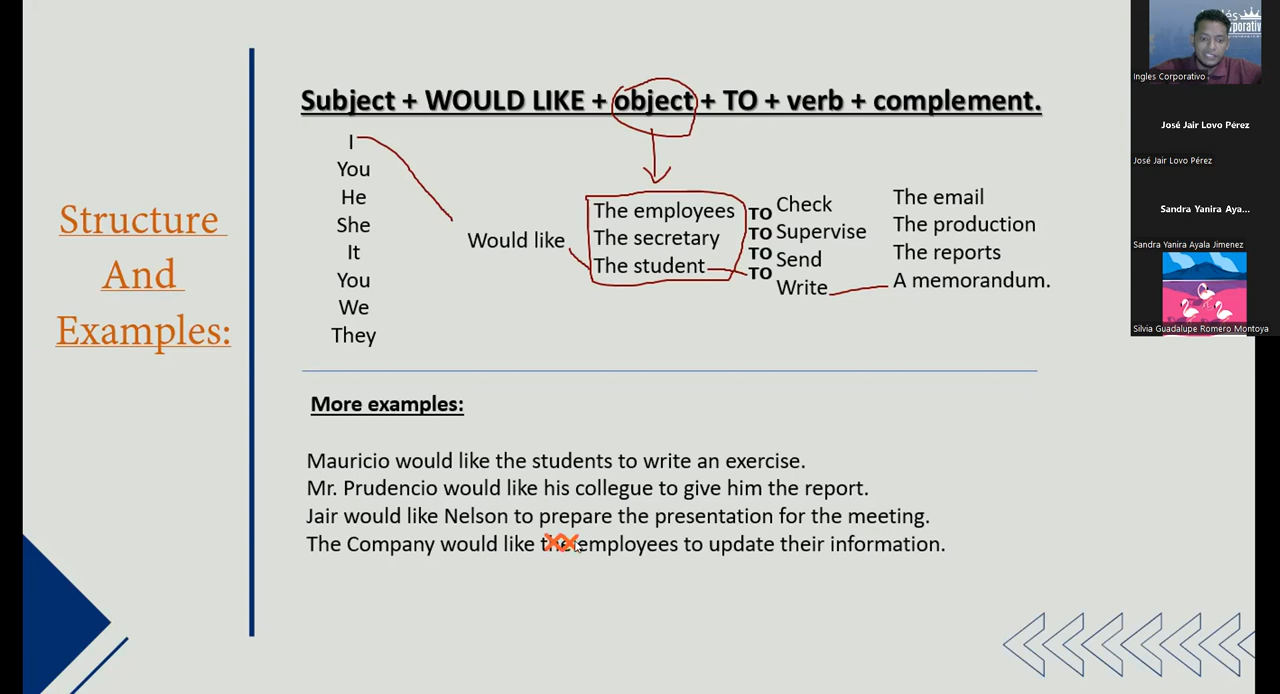 Subject + WOULD LIKE + object + TO + verb + complement.
I
You
He
She
It
You
We
They
Would like
The employees
The secretary
The student
TO Check
TO Supervise
TO Send
TO Write
The email
The production
The reports
A memorandum.
Structure
And
Examples:
More examples:
Mauricio would like the students to write an exercise.
Mr. Prudencio would like his collegue to give him the report.
Jair would like Nelson to prepare the presentation for the meeting.
The Company would like the employees to update their information.
Ingles Corporativo
José Jair Lovo Pérez
José Jair Lovo Pérez
Sandra Yanira Aya...
Sandra Yanira Ayala Jimenez
Silvia Guadalupe Romero Montoya